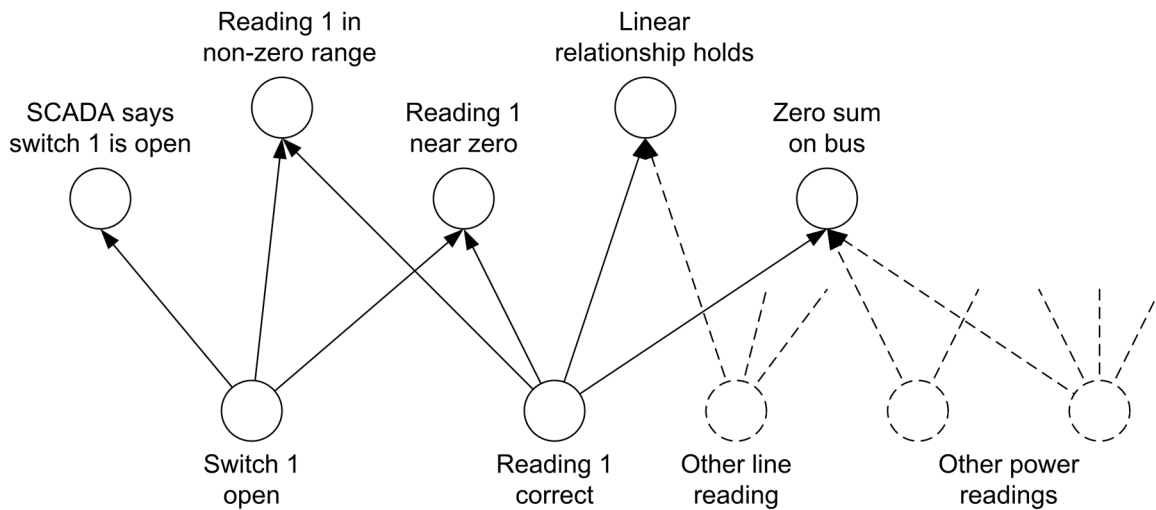 Reading 1 in
non-zero range
Linear
relationship holds
SCADA says
switch 1 is open
Reading 1
near zero
Zero sum
on bus
Switch 1
open
Reading 1
correct
Other line
reading
Other power
readings